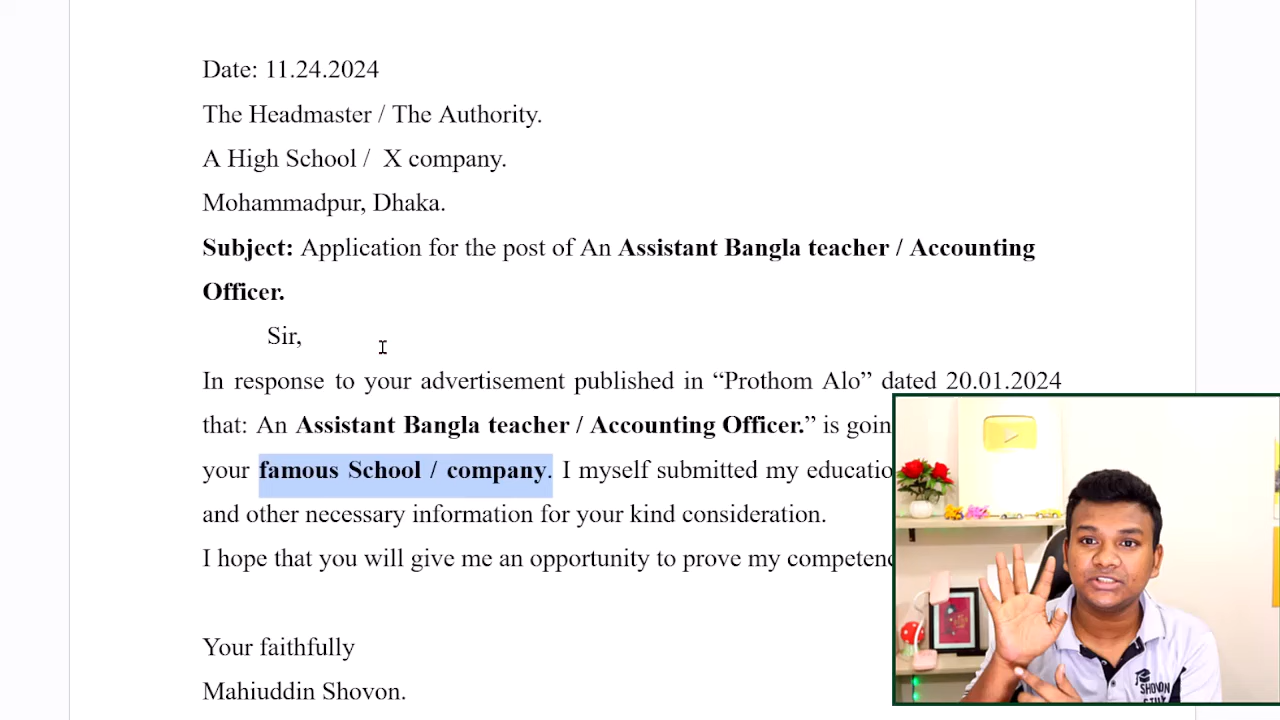 Date: 11.24.2024
The Headmaster / The Authority.
A High School /  X company.
Mohammadpur, Dhaka.
Subject: Application for the post of An Assistant Bangla teacher / Accounting
Officer.
Sir,
In response to your advertisement published in “Prothom Alo” dated 20.01.2024
that: An Assistant Bangla teacher / Accounting Officer.” is
your famous School / company. I myself submitted my
and other necessary information for your kind consideration.
I hope that you will give me an opportunity to prove my
Your faithfully
Mahiuddin Shovon.
SHOVON